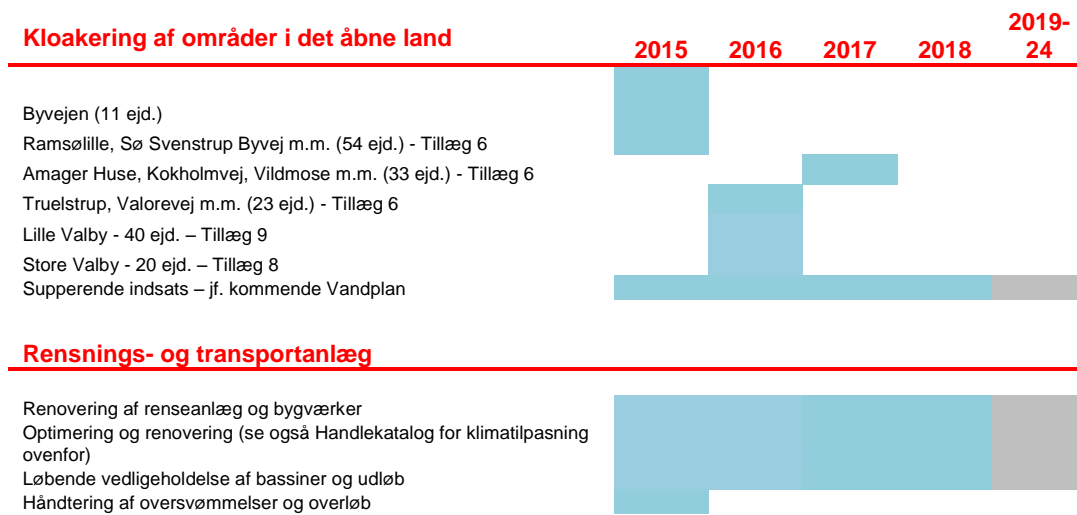 Kloakering af områder i det åbne land 2015 2016 2017 2018 2019-
24
Byvejen (11 ejd.)
Ramsølille, Sø Svenstrup Byvej m.m. (54 ejd.) - Tillæg 6
Amager Huse, Kokholmvej, Vildmose m.m. (33 ejd.) - Tillæg 6
Truelstrup, Valorevej m.m. (23 ejd.) - Tillæg 6
Lille Valby - 40 ejd. – Tillæg 9
Store Valby - 20 ejd. – Tillæg 8
Supperende indsats – jf. kommende Vandplan
Rensnings- og transportanlæg
Renovering af renseanlæg og bygværker
Optimering og renovering (se også Handlekatalog for klimatilpasning
ovenfor)
Løbende vedligeholdelse af bassiner og udløb
Håndtering af oversvømmelser og overløb